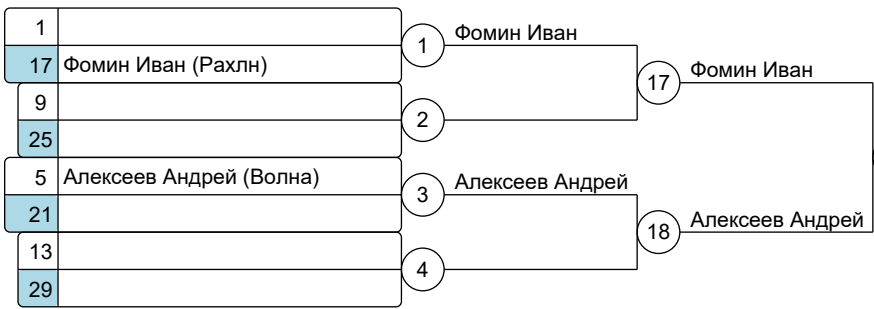 1
17 Фомин Иван (Рахлн)
1 Фомин Иван
17 Фомин Иван
9
25
2
5 Алексеев Андрей (Волна)
21
3 Алексеев Андрей
18 Алексеев Андрей
13
29
4